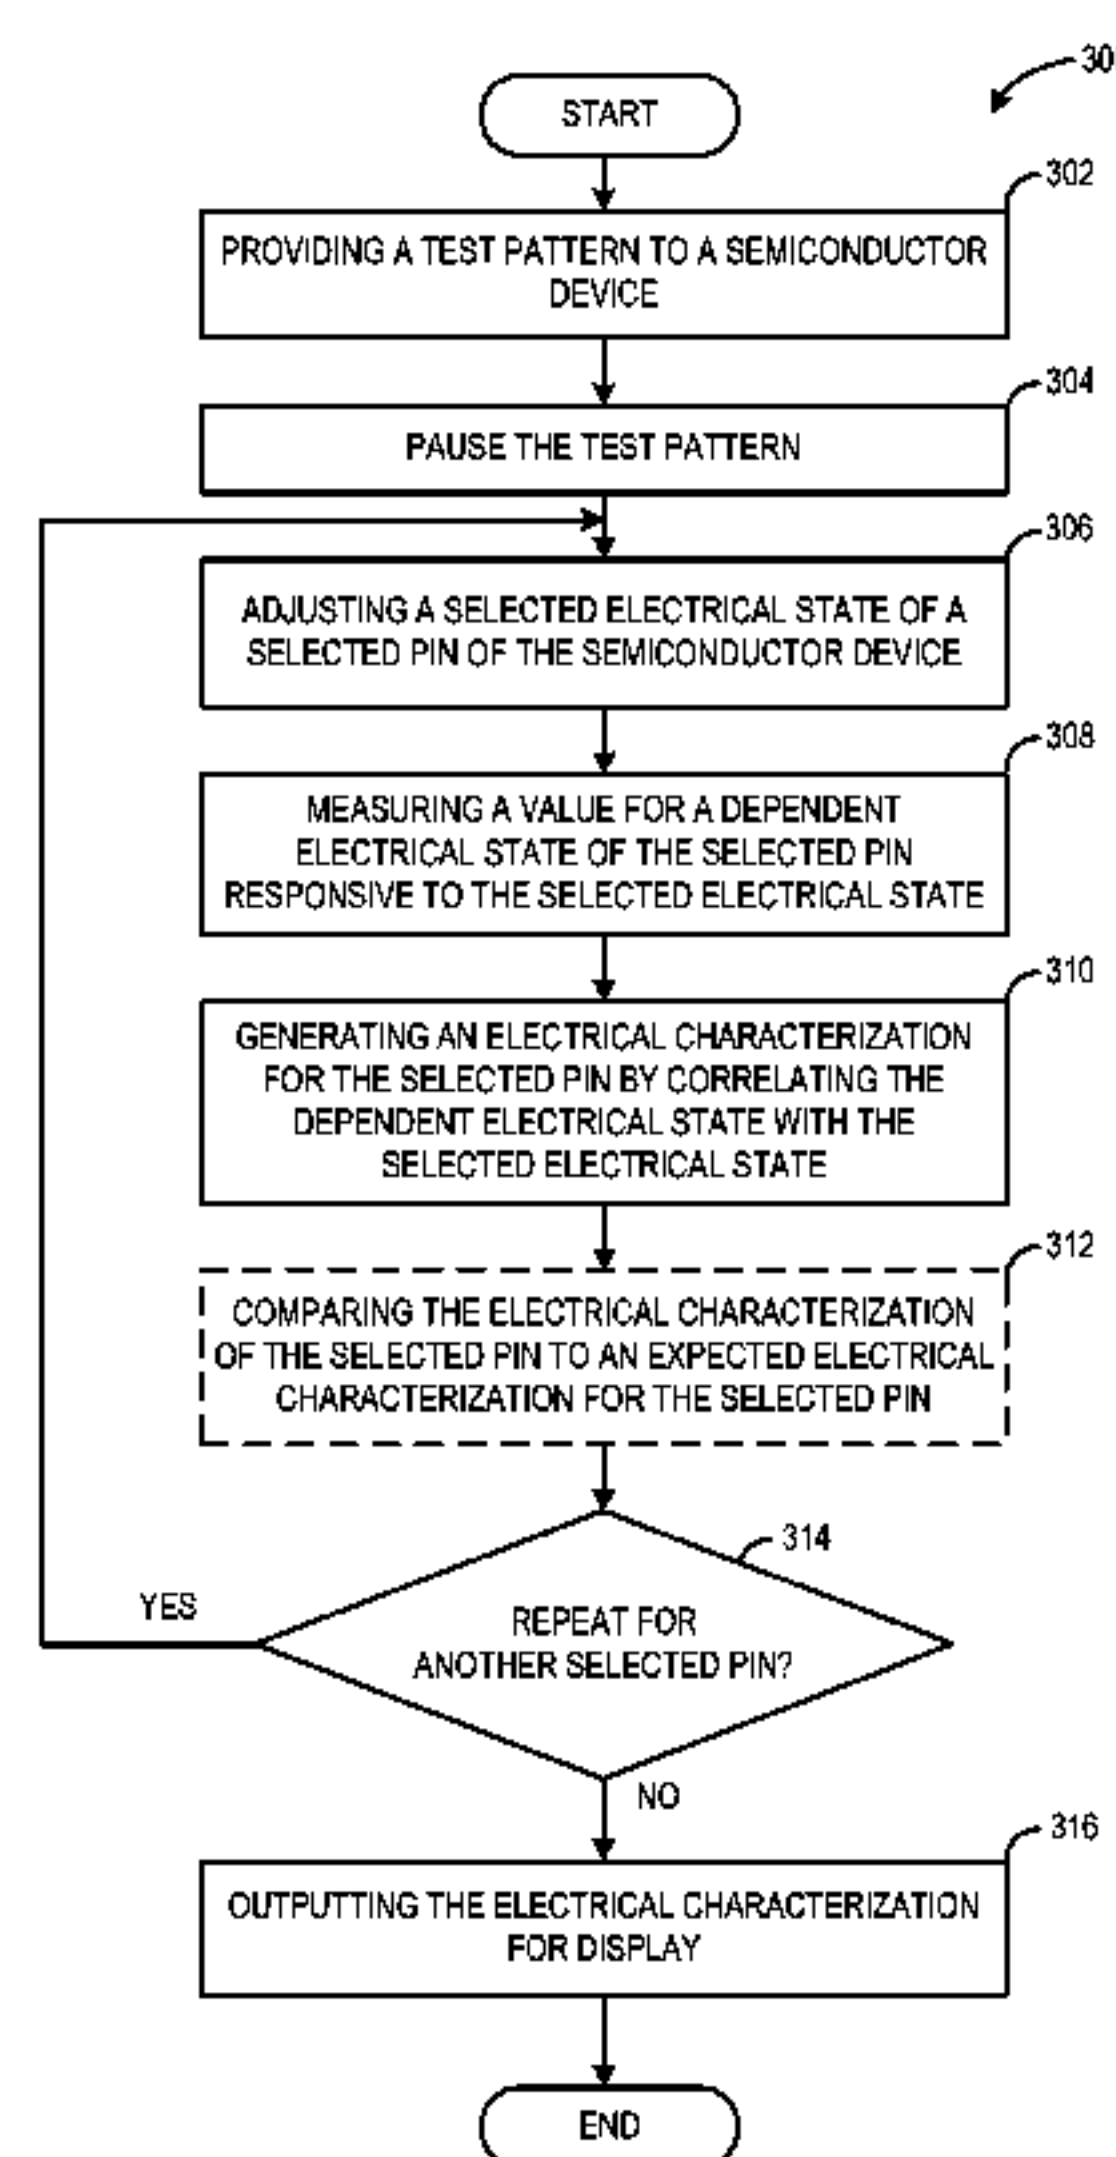 30
START
302
PROVIDING A TEST PATTERN TO A SEMICONDUCTOR
DEVICE
304
PAUSE THE TEST PATTERN
306
ADJUSTING A SELECTED ELECTRICAL STATE OF A
SELECTED PIN OF THE SEMICONDUCTOR DEVICE
308
MEASURING A VALUE FOR A DEPENDENT
ELECTRICAL STATE OF THE SELECTED PIN
RESPONSIVE TO THE SELECTED ELECTRICAL STATE
310
GENERATING AN ELECTRICAL CHARACTERIZATION
FOR THE SELECTED PIN BY CORRELATING THE
DEPENDENT ELECTRICAL STATE WITH THE
SELECTED ELECTRICAL STATE
312
COMPARING THE ELECTRICAL CHARACTERIZATION
OF THE SELECTED PIN TO AN EXPECTED ELECTRICAL
CHARACTERIZATION FOR THE SELECTED PIN
314
YES
REPEAT FOR
ANOTHER SELECTED PIN?
NO
316
OUTPUTTING THE ELECTRICAL CHARACTERIZATION
FOR DISPLAY
END